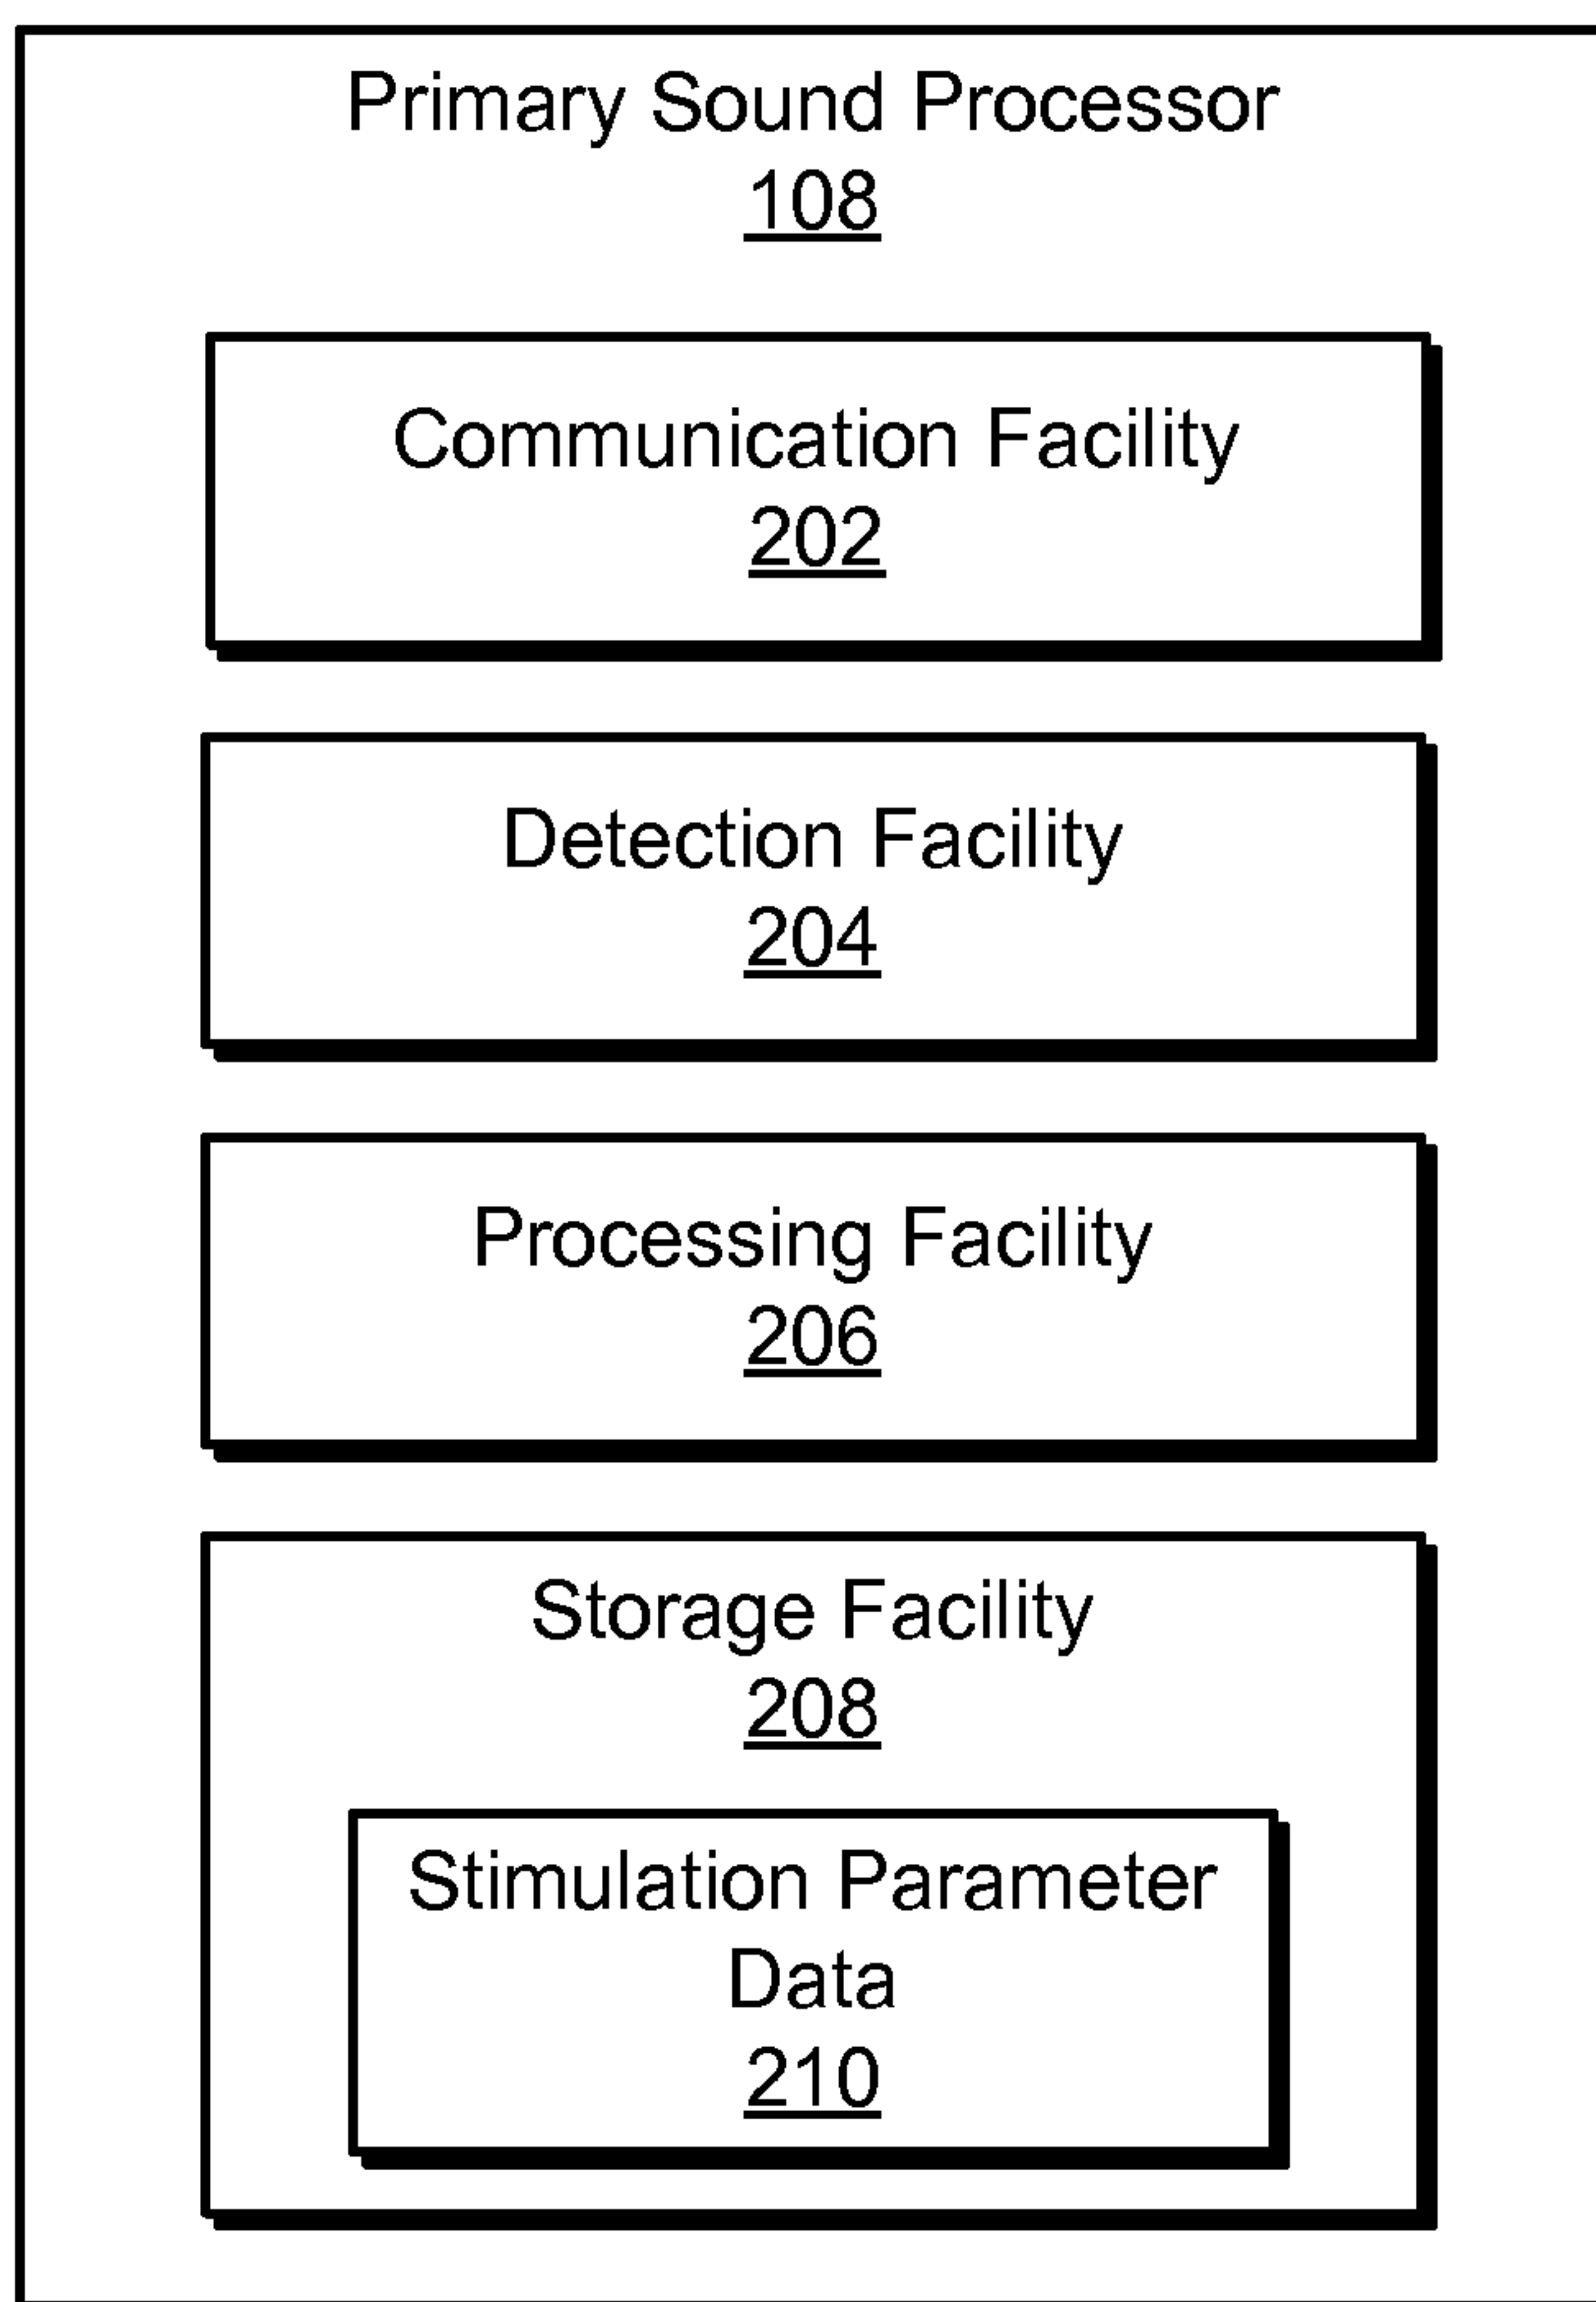 Primary Sound Processor
108
Communication Facility
202
Detection Facility
204
Processing Facility
206
Storage Facility
208
Stimulation Parameter
Data
210